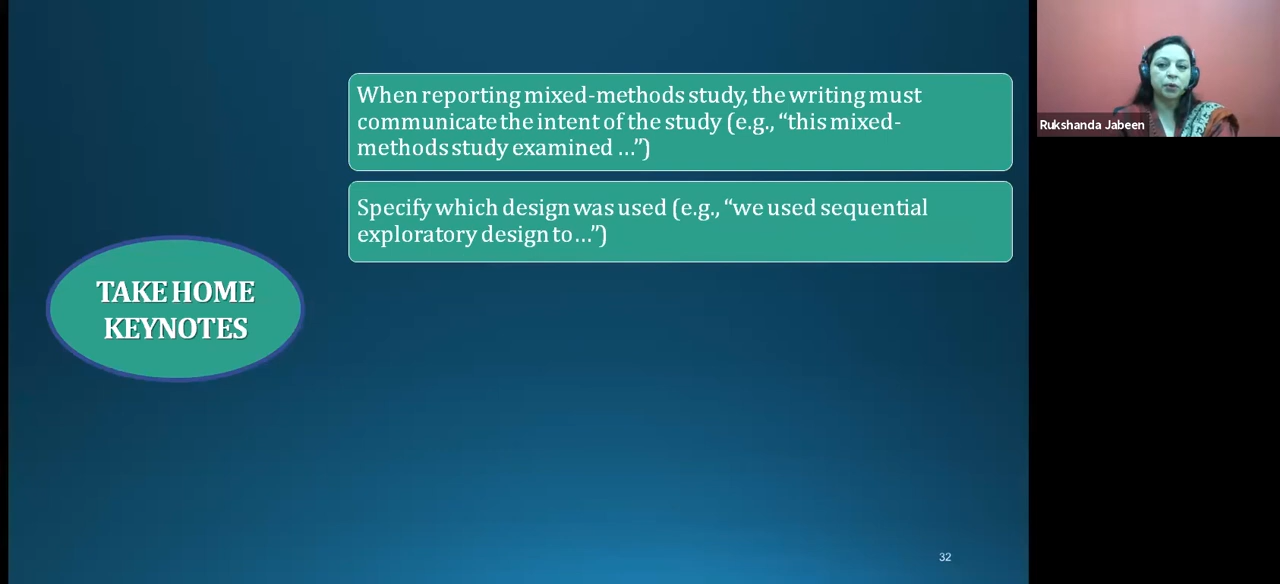 When reporting mixed-methods study, the writing must
communicate the intent of the study (e.g., “this mixed-
methods study examined …”)
Specify which design was used (e.g., “we used sequential
exploratory design to…”)
TAKE HOME
KEYNOTES
32
Rukshanda Jabeen